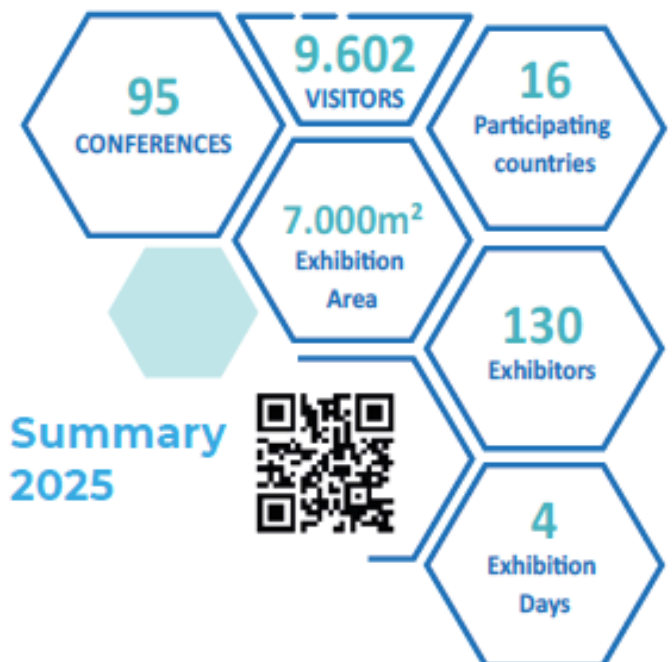 95
CONFERENCES
9.602
VISITORS
16
Participating
countries
7.000m²
Exhibition
Area
130
Exhibitors
Summary
2025
4
Exhibition
Days